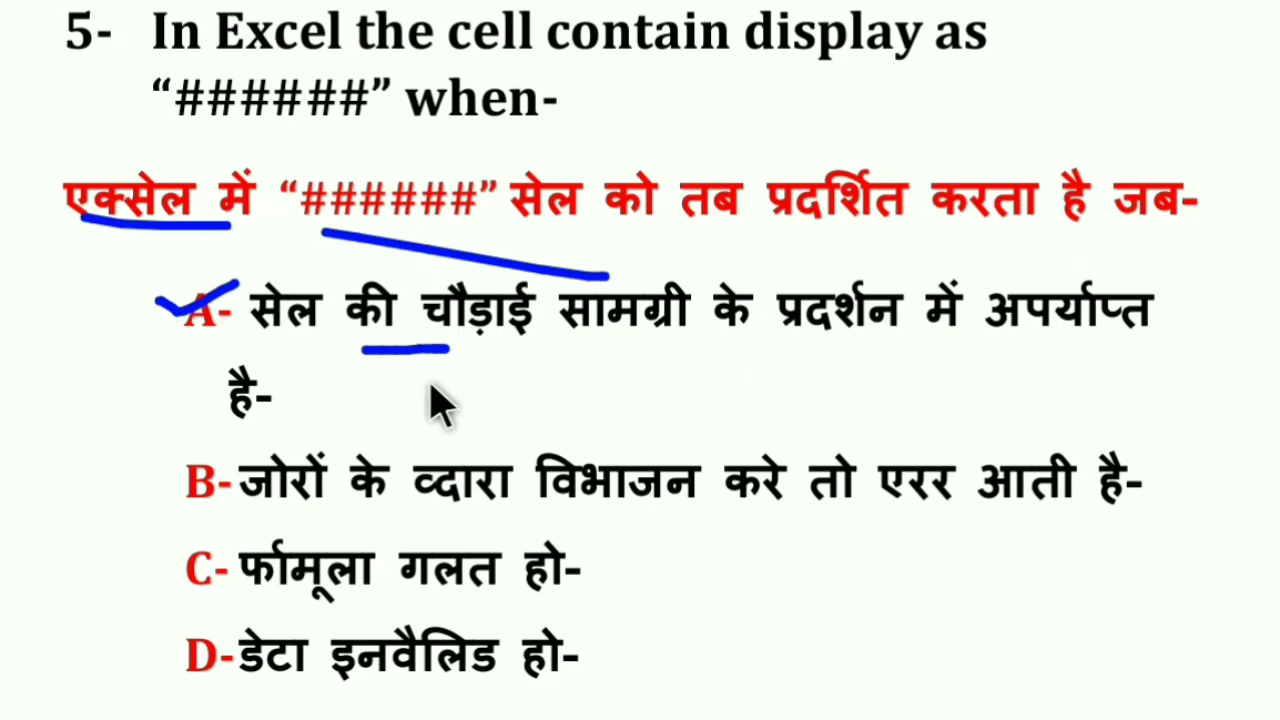 5- In Excel the cell contain display as
“######” when-
एक्सेल में “######” सेल को तब प्रदर्शित करता है जब-
A- सेल की चौड़ाई सामग्री के प्रदर्शन में अपर्याप्त
है-
B- जोरों के व्दारा विभाजन करे तो एरर आती है-
C- र्फामूला गलत हो-
D- डेटा इनवैलिड हो-